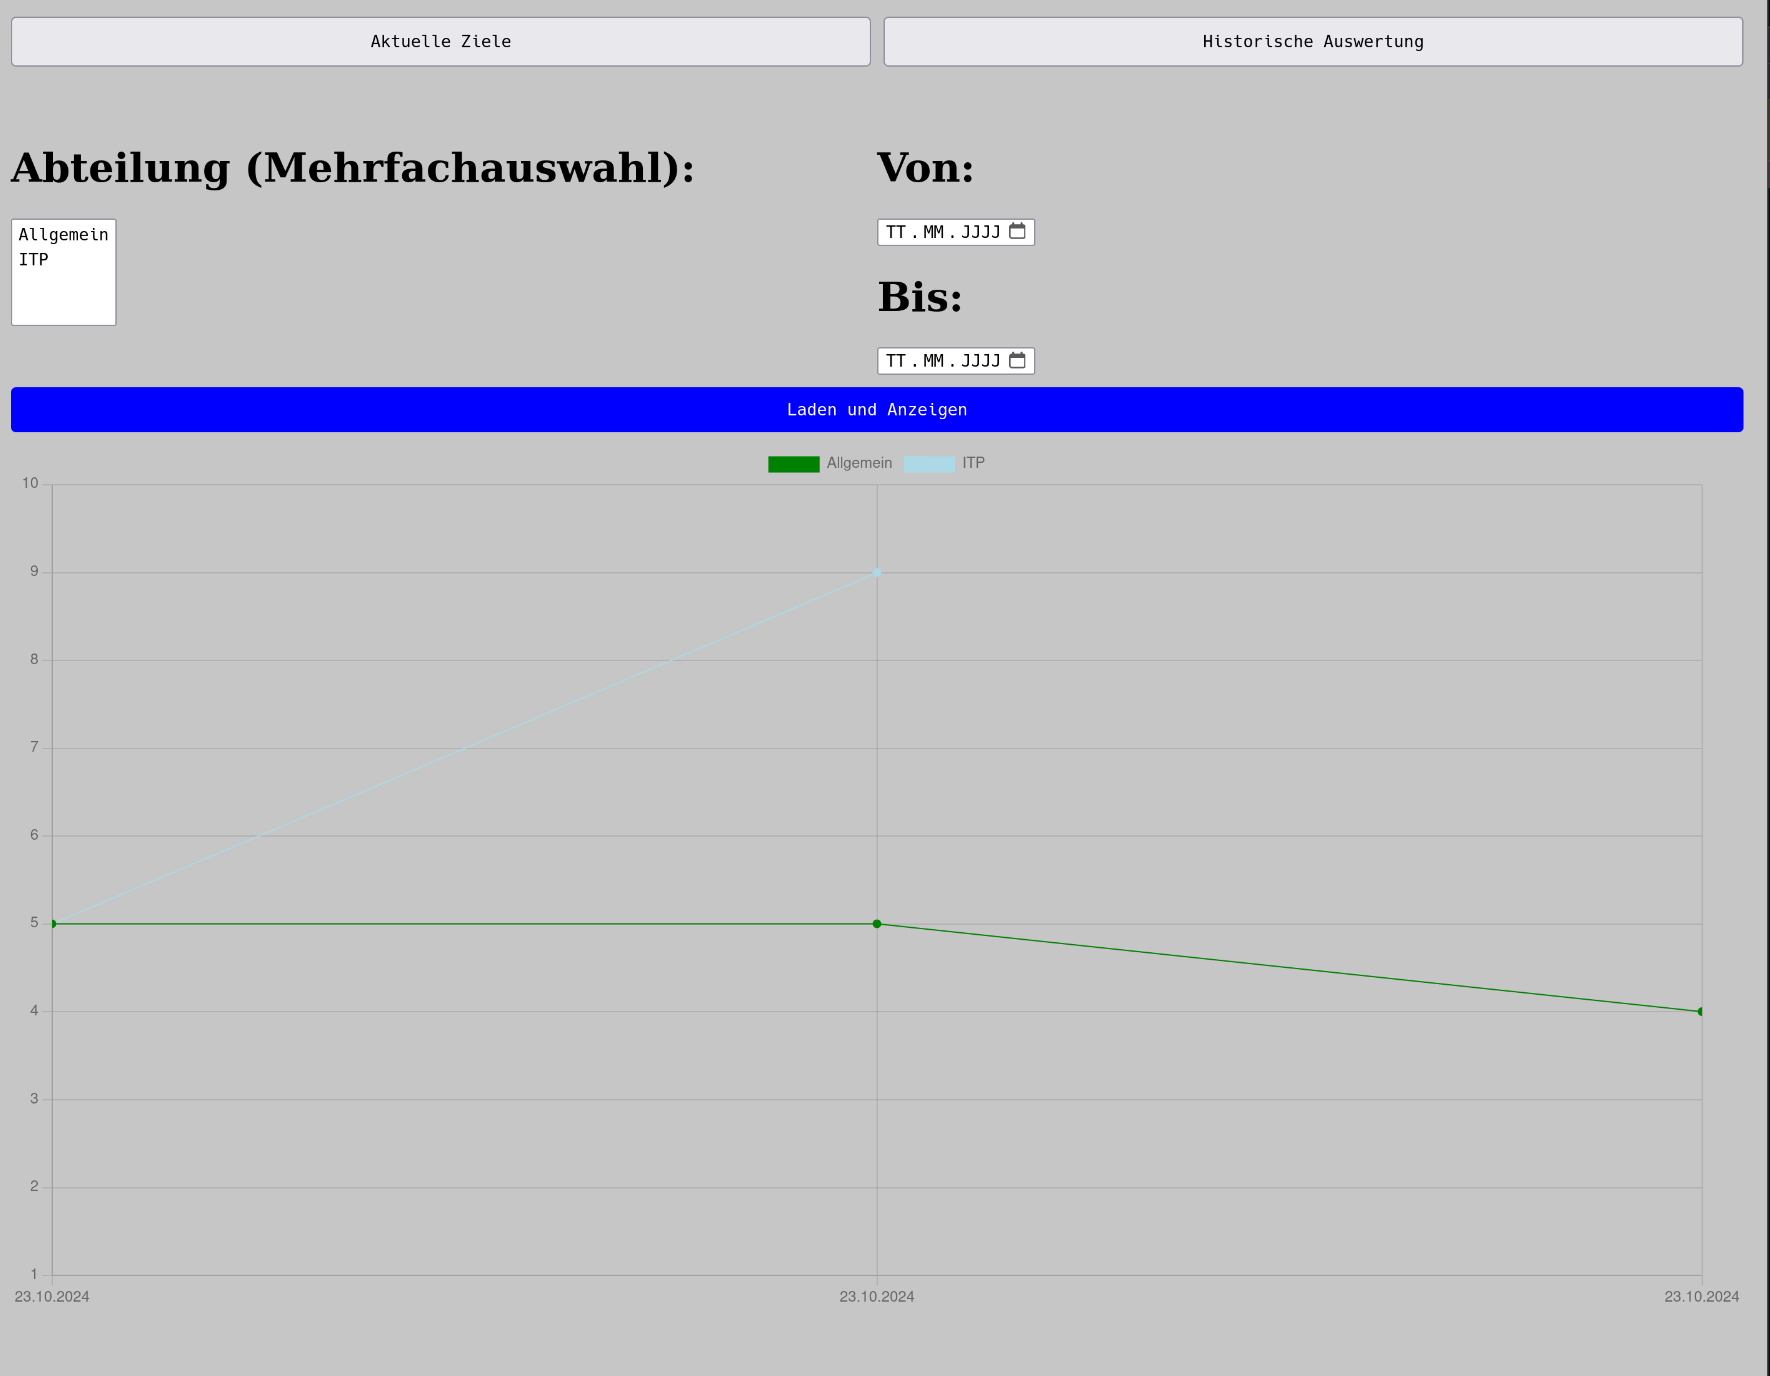 Aktuelle Ziele
Historische Auswertung
Abteilung (Mehrfachauswahl):
Allgemein
ITP
Von:
TT.MM.JJJJ
Bis:
TT.MM.JJJJ
Laden und Anzeigen
Allgemein ITP
10
9
8
7
6
5
4
3
2
1
23.10.2024 23.10.2024 23.10.2024